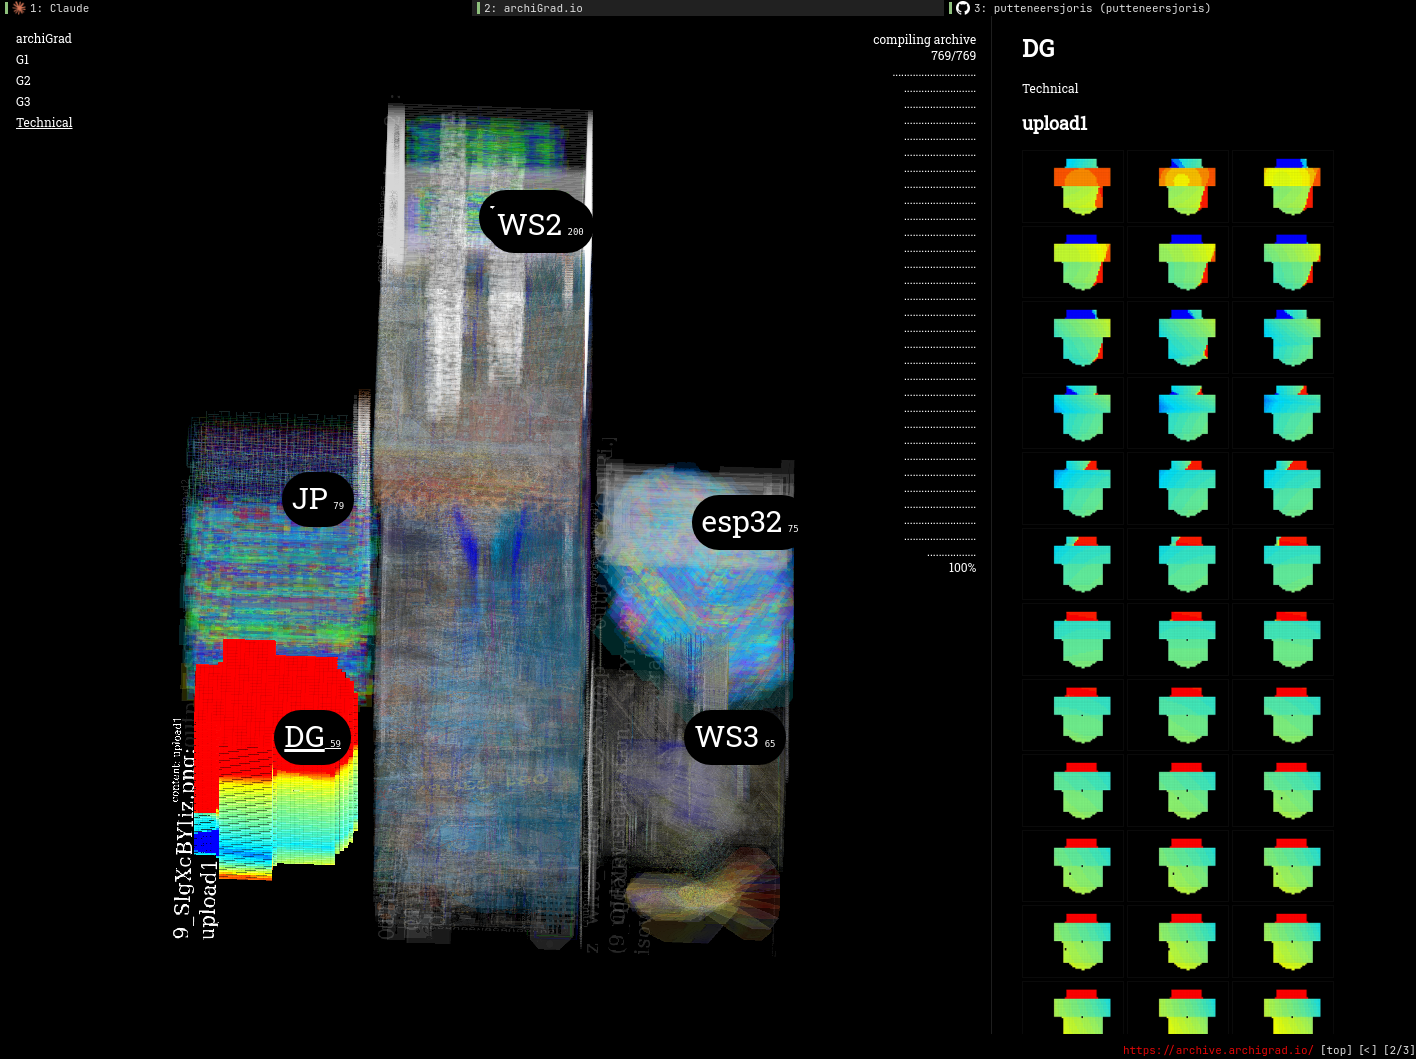 1: Claude
2: archiGrad.io
3: putteneersjoris (putteneersjoris)
archiGrad
G1
G2
G3
Technical
compiling archive
769/769
100%
WS2 200
JP 79
esp32 75
DG 59
WS3 65
content: upload1
9_SlgXcBYliz.png:
upload1
DG
Technical
upload1
https://archive.archigrad.io/ [top] [<] [2/3]